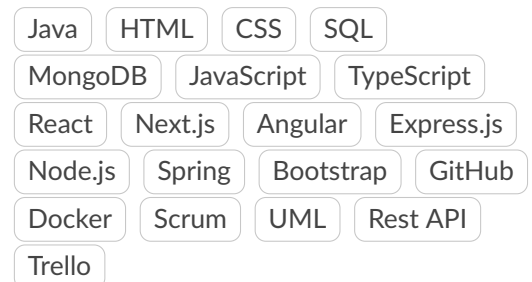 Java HTML CSS SQL
MongoDB JavaScript TypeScript
React Next.js Angular Express.js
Node.js Spring Bootstrap GitHub
Docker Scrum UML Rest API
Trello